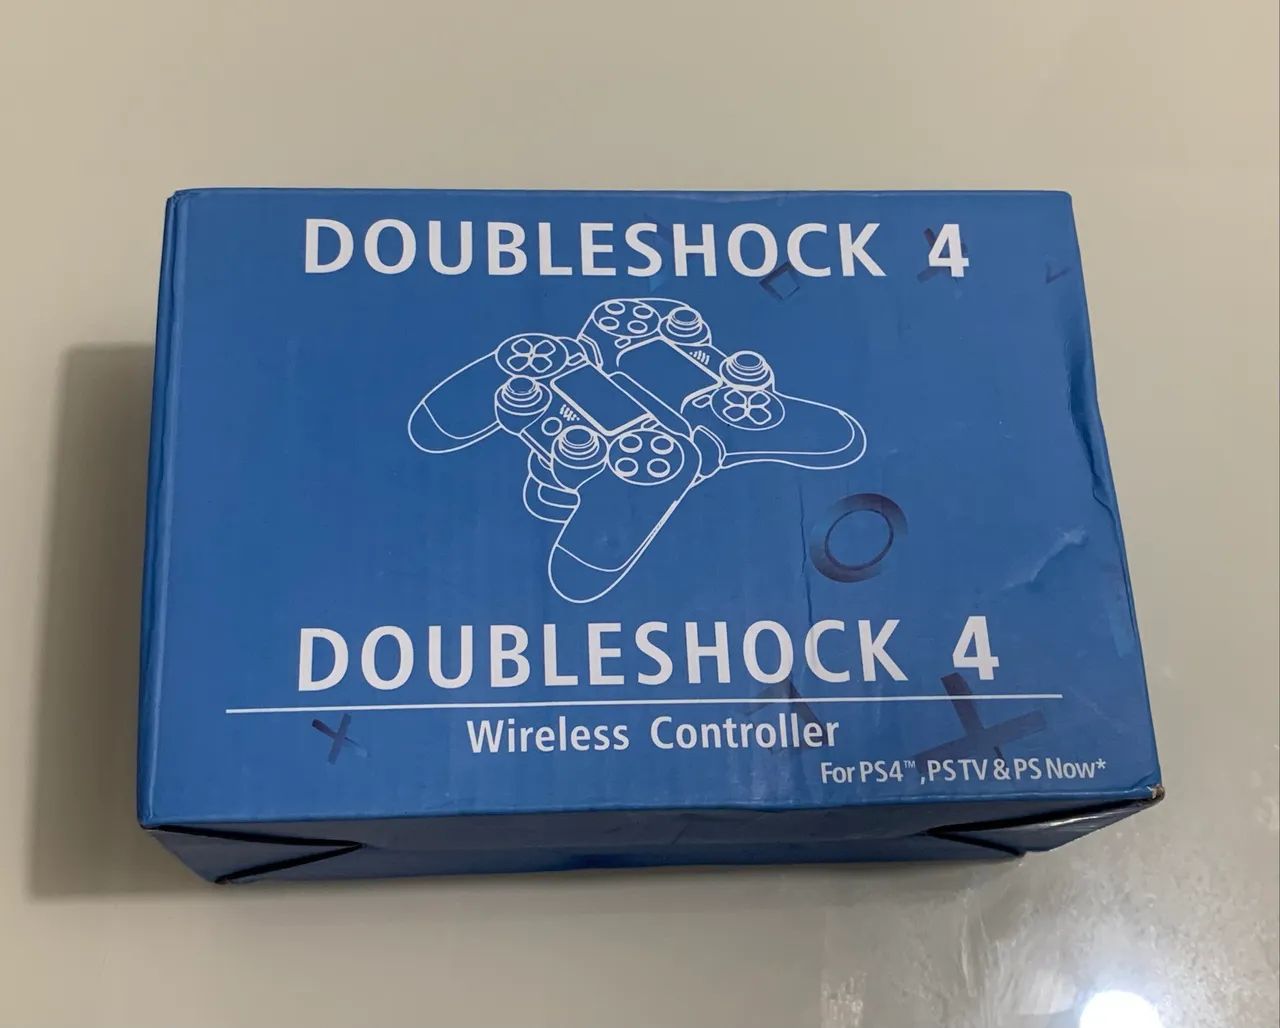 DOUBLESHOCK 4
DOUBLESHOCK 4
Wireless Controller
For PS4™, PSTV & PS Now*